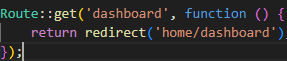 Route::get('dashboard', function () {
    return redirect('home/dashboard')
});